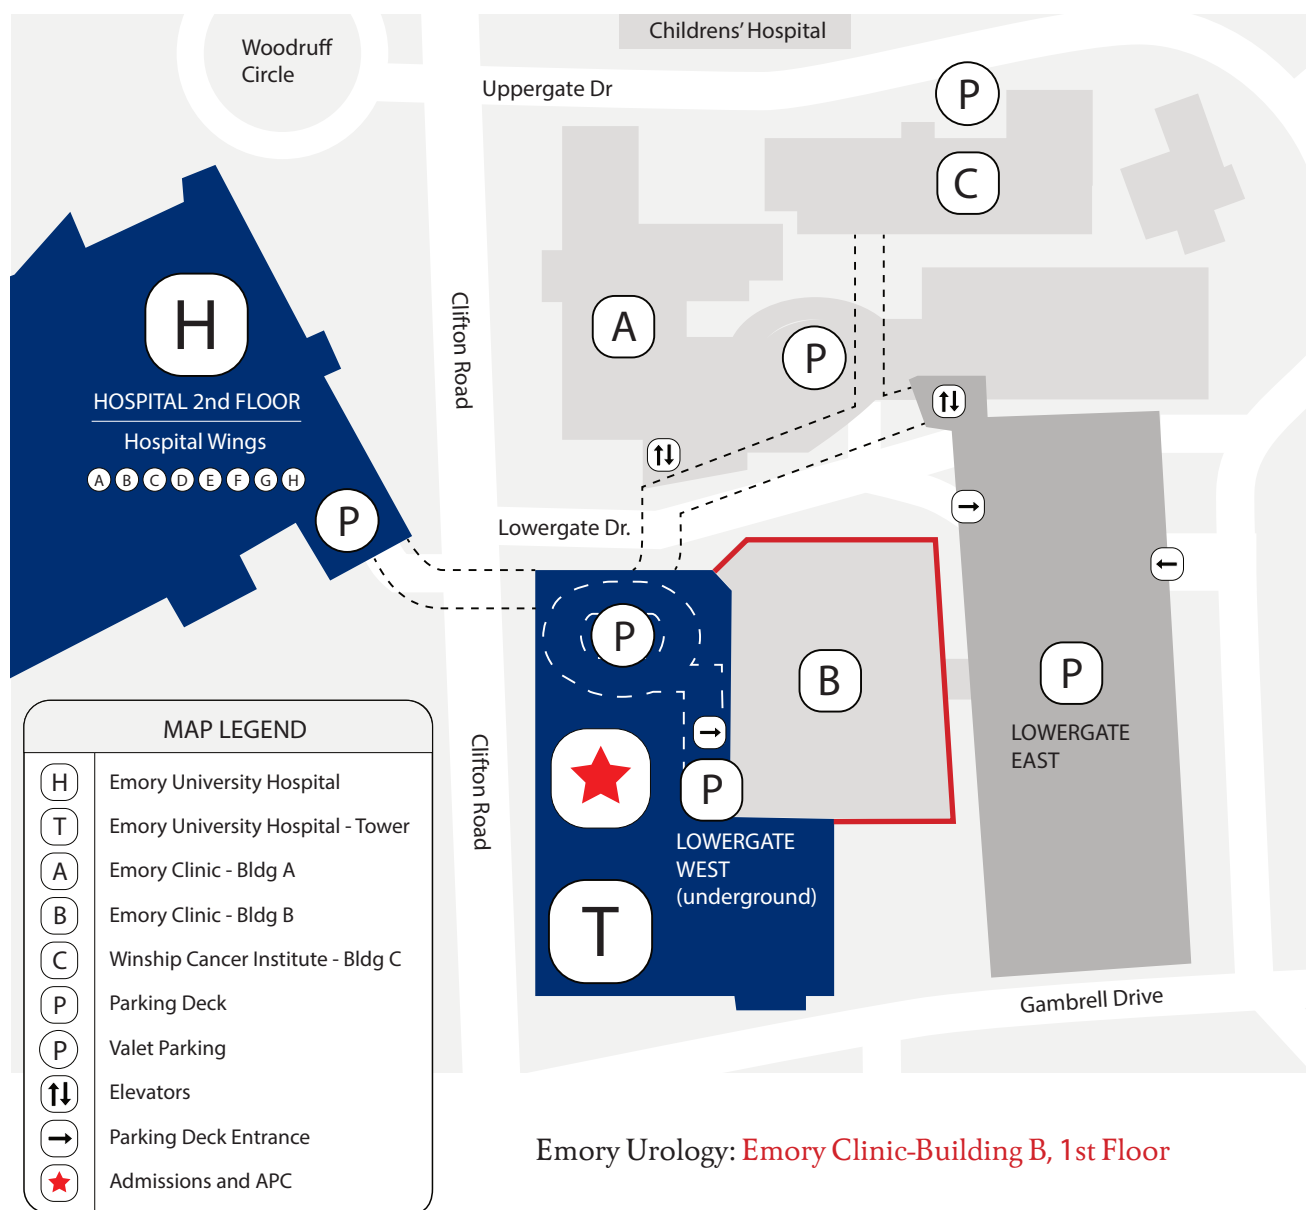 Childrens' Hospital
Woodruff
Circle
Uppergate Dr
P
C
H
A
P
Clifton Road
HOSPITAL 2nd FLOOR
Hospital Wings
A B C D E F G H
P
Lowergate Dr.
P
B
P
LOWERGATE
EAST
Clifton Road
P
LOWERGATE
WEST
(underground)
T
Gambrell Drive
MAP LEGEND
H Emory University Hospital
T Emory University Hospital - Tower
A Emory Clinic - Bldg A
B Emory Clinic - Bldg B
C Winship Cancer Institute - Bldg C
P Parking Deck
P Valet Parking
Elevators
Parking Deck Entrance
Admissions and APC
Emory Urology: Emory Clinic-Building B, 1st Floor